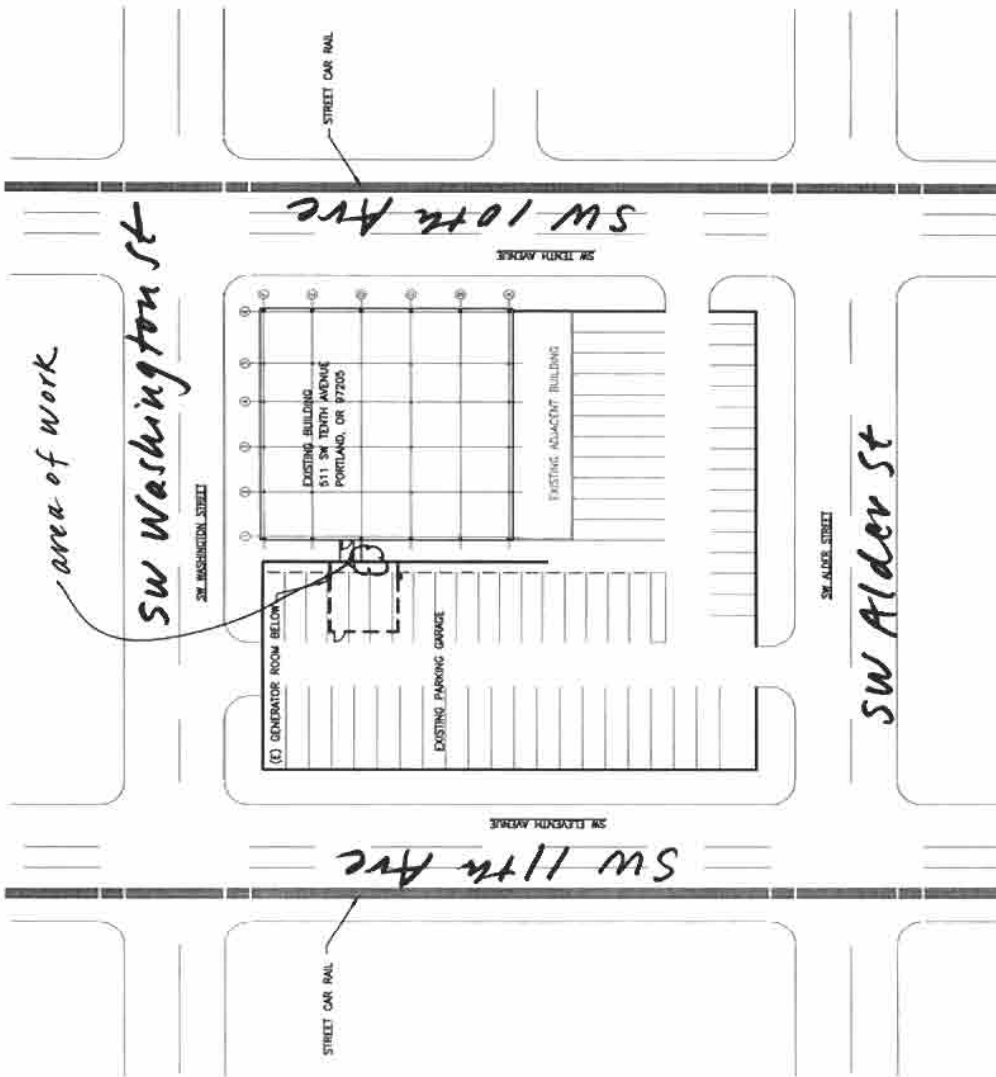 STREET CAR RAIL
SW 10th Ave
SW TENTH AVENUE
area of work
SW Washington St
SW WASHINGTON STREET
EXISTING BUILDING
511 SW TENTH AVENUE
PORTLAND, OR 97205
EXISTING ADJACENT BUILDING
(E) GENERATOR ROOM BELOW
EXISTING PARKING GARAGE
SW ALDER STREET
SW Alder St
SW ELEVENTH AVENUE
SW 11th Ave
STREET CAR RAIL